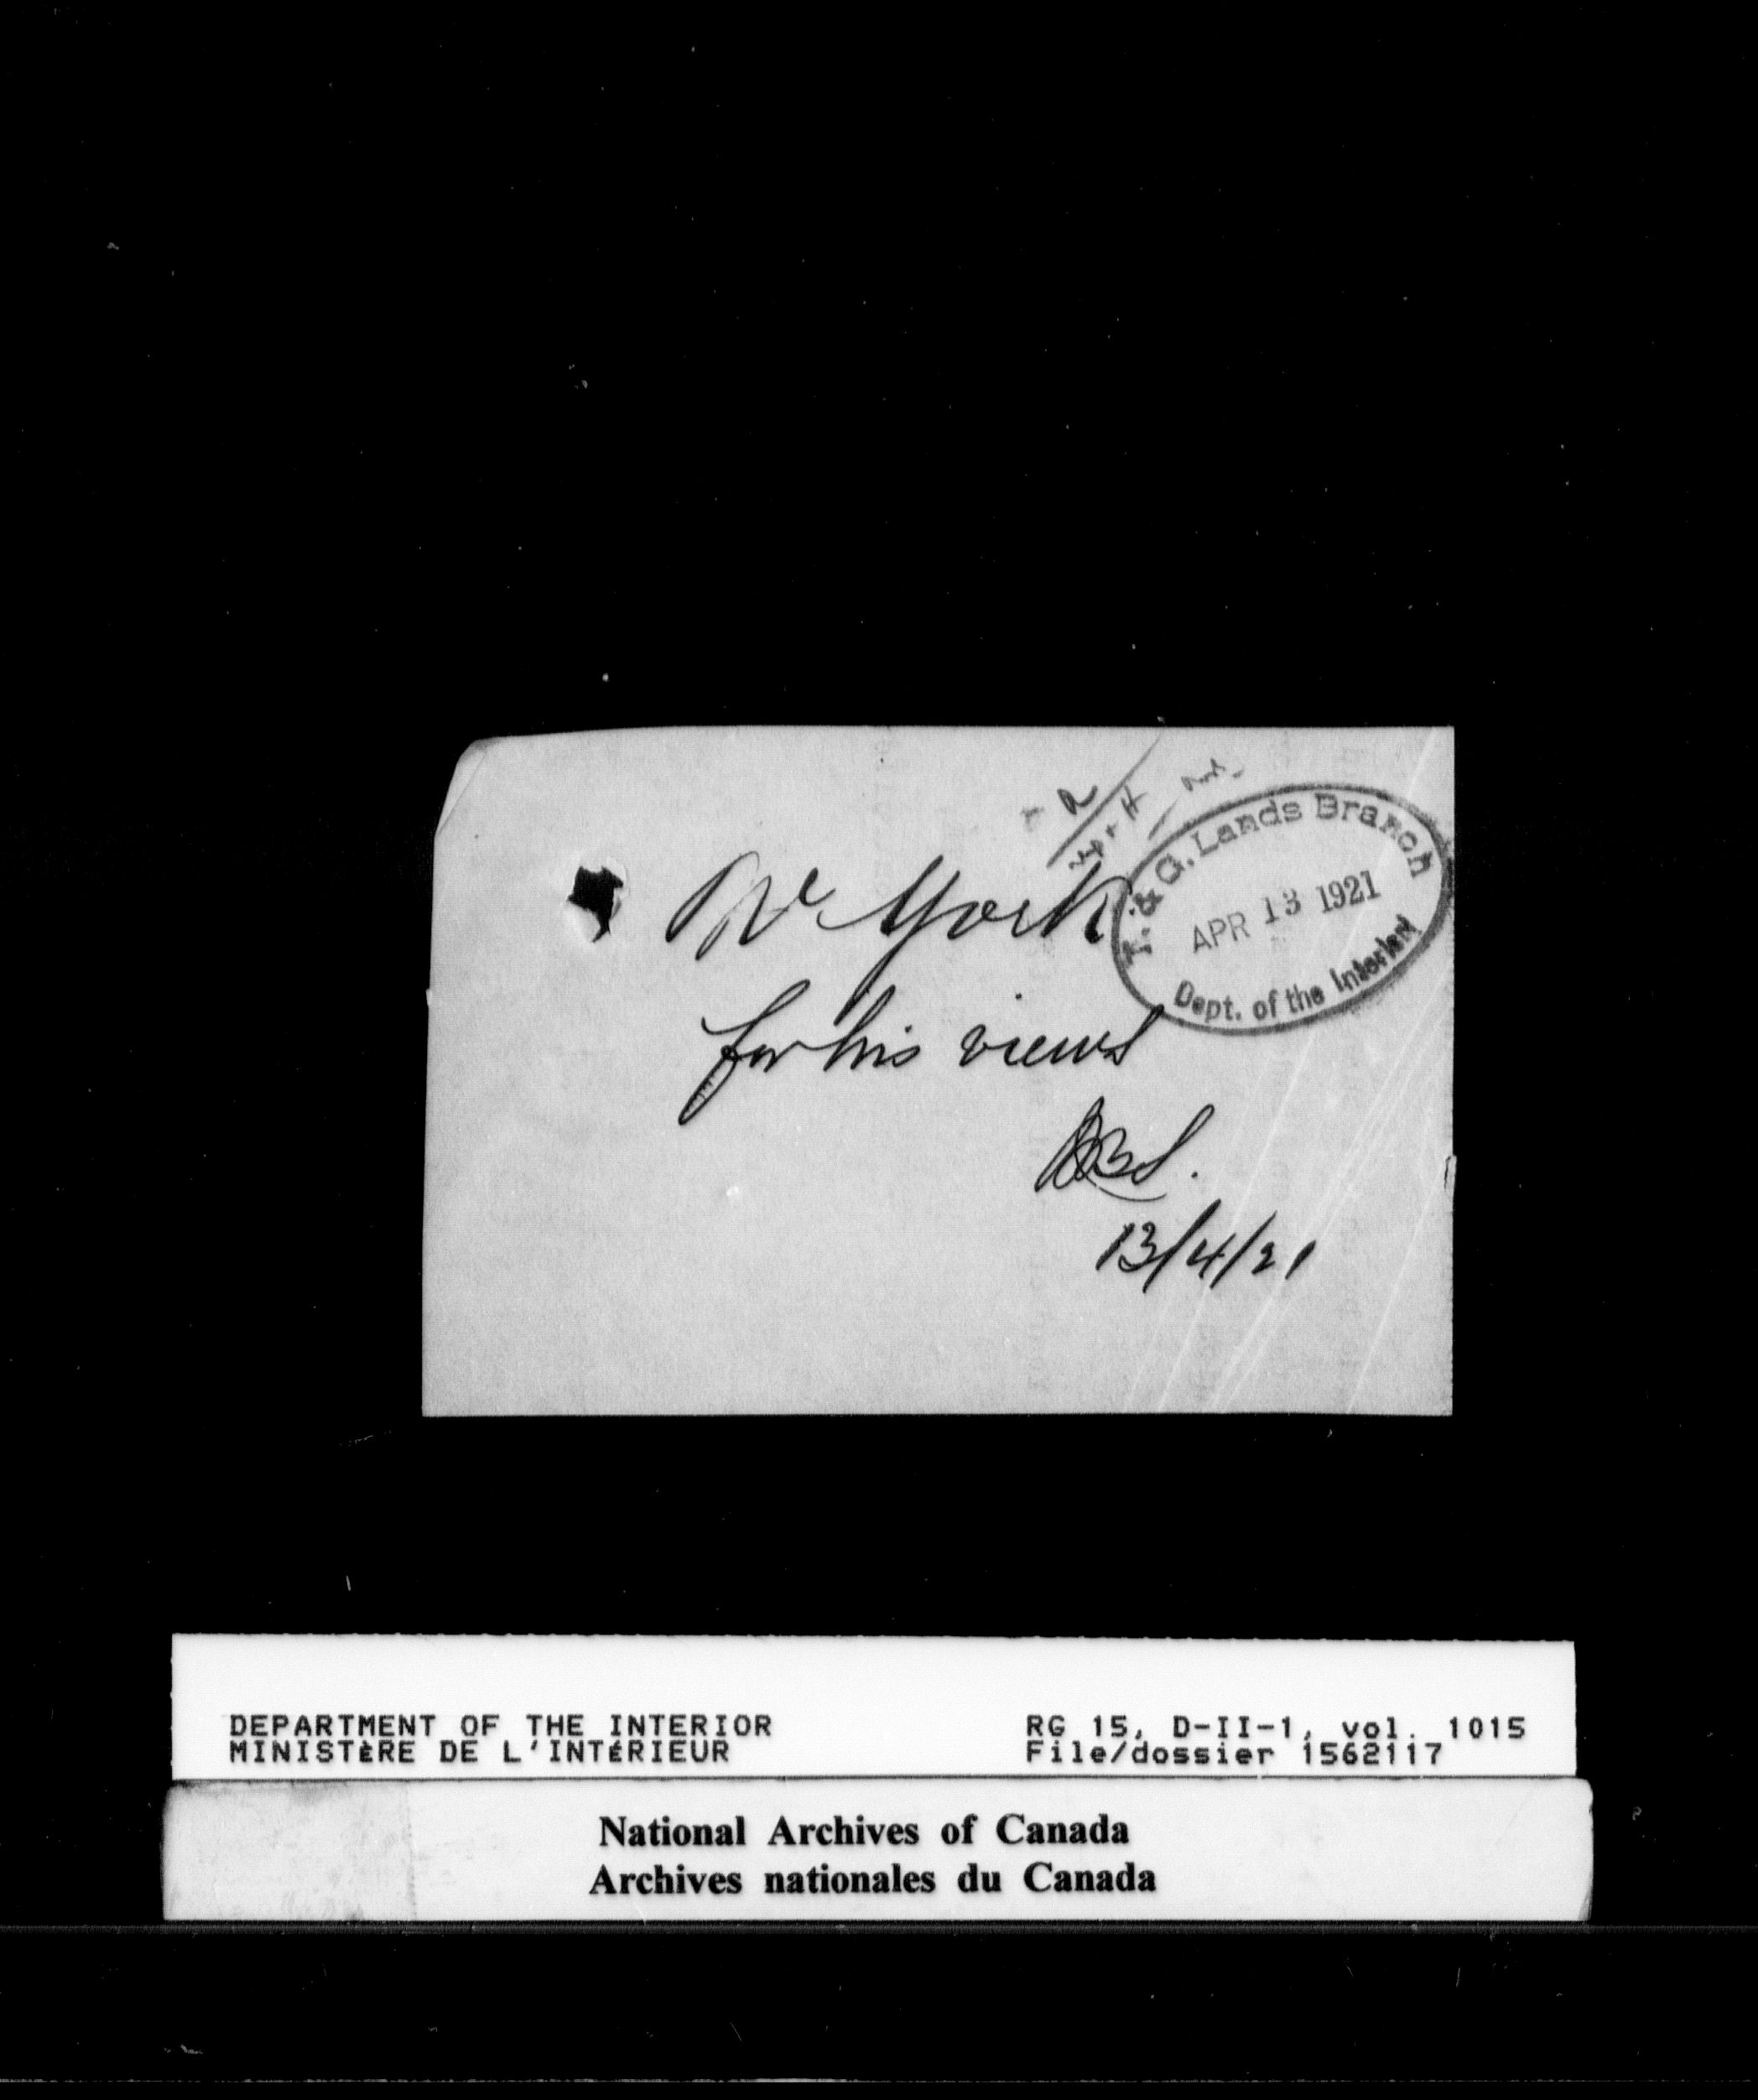 T. & G. Lands Branch
APR 13 1921
Dept. of the Interior
Mr York
for his views
13/4/21
DEPARTMENT OF THE INTERIOR
MINISTÈRE DE L'INTÉRIEUR
RG 15, D-II-1, vol. 1015
File/dossier 1562117
National Archives of Canada
Archives nationales du Canada